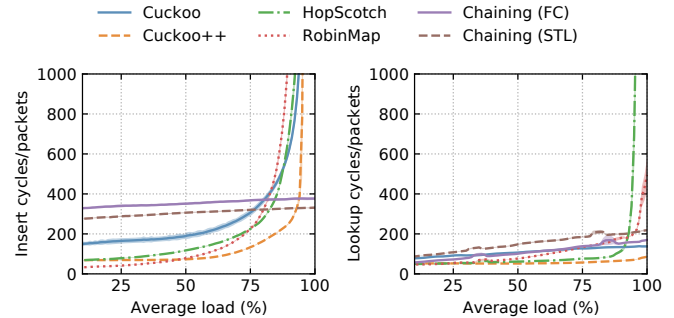 Cuckoo HopScotch Chaining (FC)
Cuckoo++ RobinMap Chaining (STL)
Insert cycles/packets
1000
800
600
400
200
0
10 25 50 75 100
Average load (%)
Lookup cycles/packets
1000
800
600
400
200
0
25 50 75 100
Average load (%)